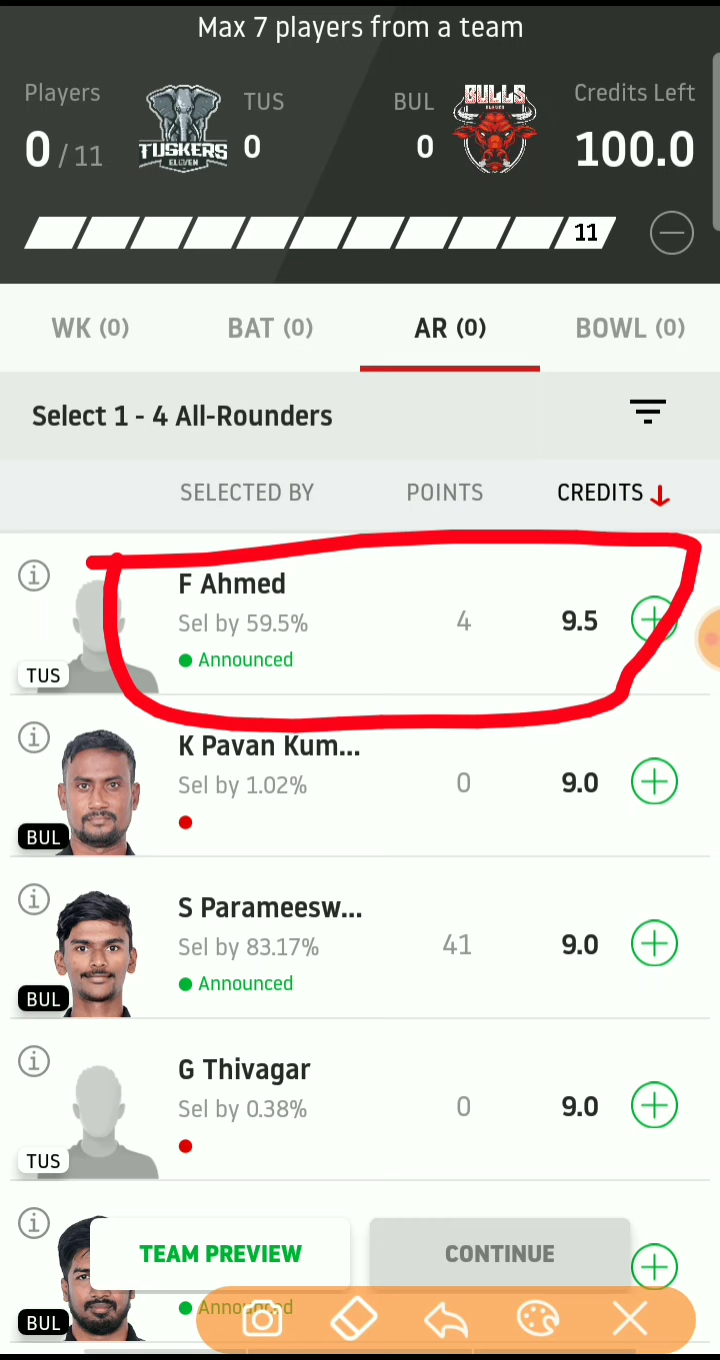 Max 7 players from a team
Players TUS BUL Credits Left
0 / 11 0 0 100.0
TUSKERS
ELEVEN
BULLS
ELEVEN
11
WK (0) BAT (0) AR (0) BOWL (0)
Select 1 - 4 All-Rounders
SELECTED BY POINTS CREDITS
F Ahmed
Sel by 59.5% 4 9.5
Announced
TUS
K Pavan Kum...
Sel by 1.02% 0 9.0
BUL
S Parameesw...
Sel by 83.17% 41 9.0
Announced
BUL
G Thivagar
Sel by 0.38% 0 9.0
TUS
TEAM PREVIEW CONTINUE
Announced
BUL